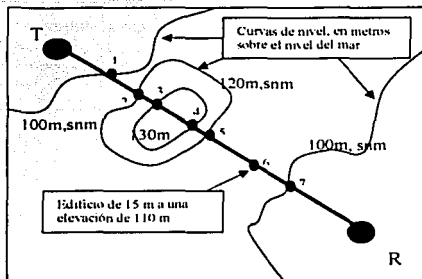 T
Curvas de nivel, en metros
sobre el nivel del mar
1
2
3
120m,snm
100m,snm
130m
4
5
100m, snm
6
7
Edificio de 15 m a una
elevación de 110 m
R